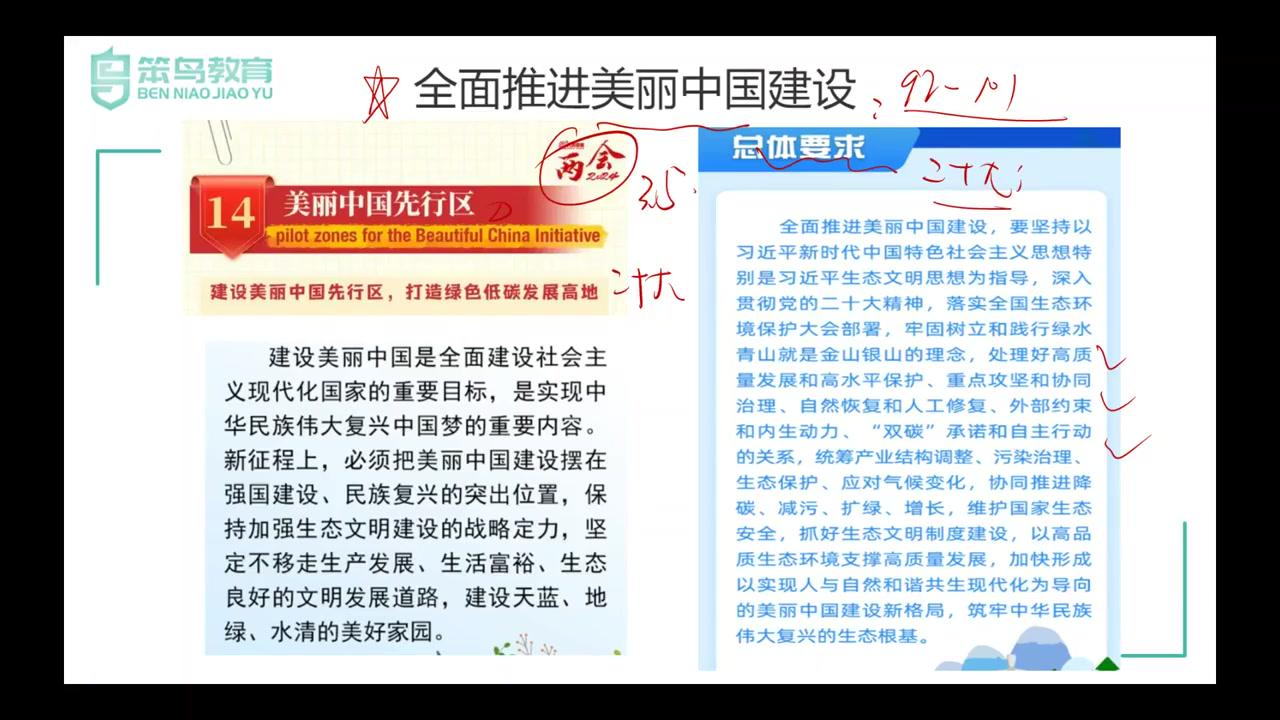 笨鸟教育
BEN NIAO JIAO YU
全面推进美丽中国建设
92-101
两会
2024
14
美丽中国先行区
pilot zones for the Beautiful China Initiative
建设美丽中国先行区，打造绿色低碳发展高地
二十大
建设美丽中国是全面建设社会主
义现代化国家的重要目标，是实现中
华民族伟大复兴中国梦的重要内容。
新征程上，必须把美丽中国建设摆在
强国建设、民族复兴的突出位置，保
持加强生态文明建设的战略定力，坚
定不移走生产发展、生活富裕、生态
良好的文明发展道路，建设天蓝、地
绿、水清的美好家园。
总体要求
全面推进美丽中国建设，要坚持以
习近平新时代中国特色社会主义思想特
别是习近平生态文明思想为指导，深入
贯彻党的二十大精神，落实全国生态环
境保护大会部署，牢固树立和践行绿水
青山就是金山银山的理念，处理好高质
量发展和高水平保护、重点攻坚和协同
治理、自然恢复和人工修复、外部约束
和内生动力、“双碳”承诺和自主行动
的关系，统筹产业结构调整、污染治理、
生态保护、应对气候变化，协同推进降
碳、减污、扩绿、增长，维护国家生态
安全，抓好生态文明制度建设，以高品
质生态环境支撑高质量发展，加快形成
以实现人与自然和谐共生现代化为导向
的美丽中国建设新格局，筑牢中华民族
伟大复兴的生态根基。